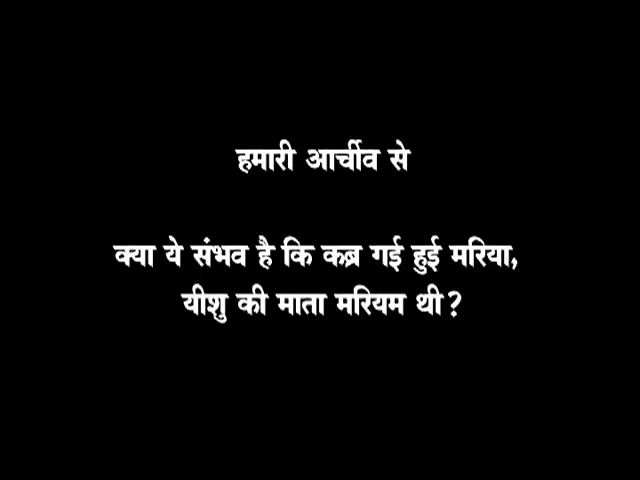 हमारी आर्चीव से
क्या ये संभव है कि कब्र गई हुई मरिया,
यीशु की माता मरियम थी?